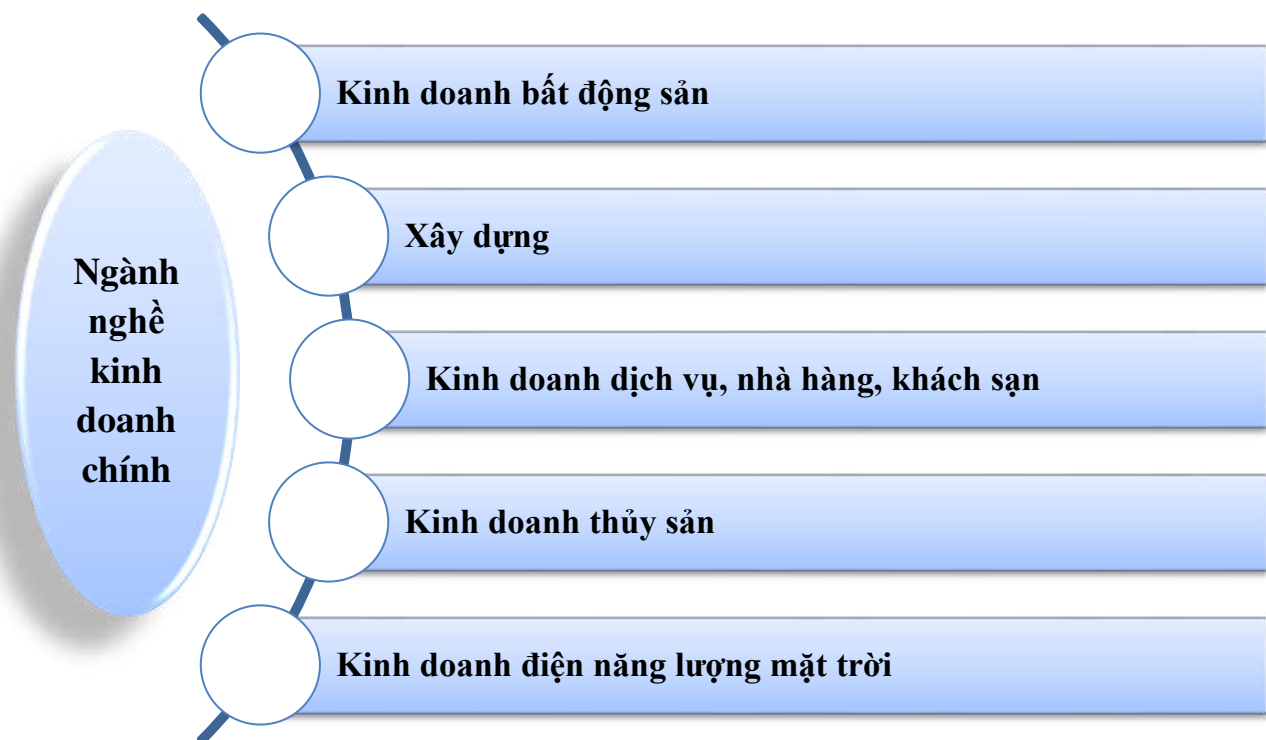 Ngành
nghề
kinh
doanh
chính
Kinh doanh bất động sản
Xây dựng
Kinh doanh dịch vụ, nhà hàng, khách sạn
Kinh doanh thủy sản
Kinh doanh điện năng lượng mặt trời